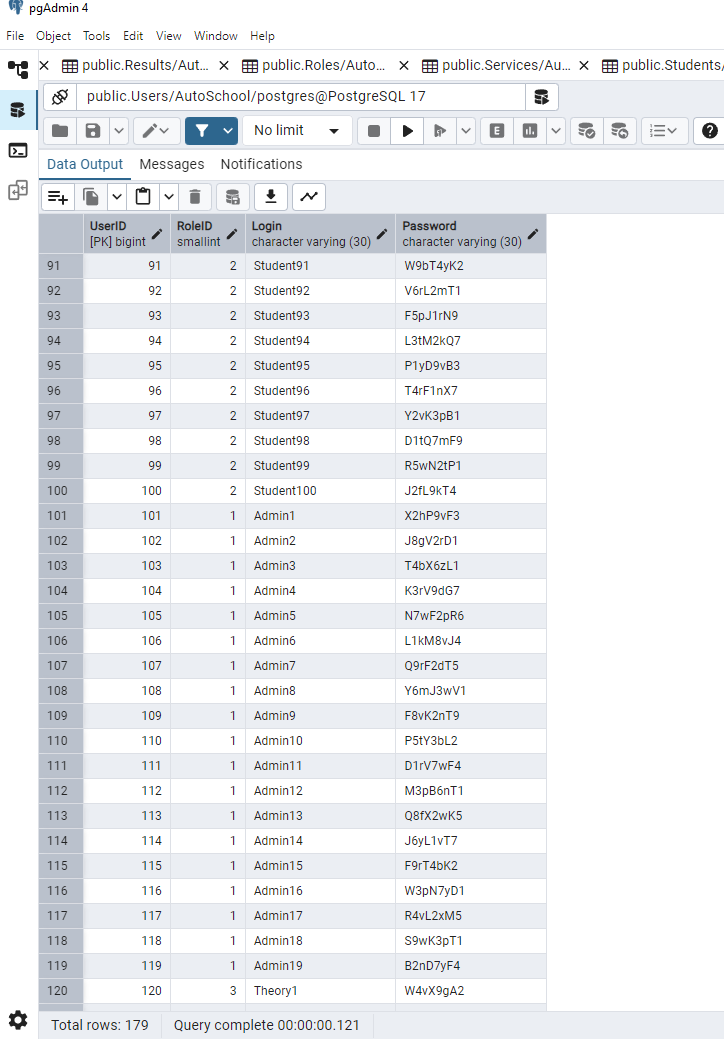 pgAdmin 4
File Object Tools Edit View Window Help
public.Results/Aut... public.Roles/Auto... public.Services/Au... public.Students/
public.Users/AutoSchool/postgres@PostgreSQL 17
No limit E
Data Output Messages Notifications
UserID RoleID Login Password
[PK] bigint smallint character varying (30) character varying (30)
91 91 2 Student91 W9bT4yK2
92 92 2 Student92 V6rL2mT1
93 93 2 Student93 F5pJ1rN9
94 94 2 Student94 L3tM2kQ7
95 95 2 Student95 P1yD9vB3
96 96 2 Student96 T4rF1nX7
97 97 2 Student97 Y2vK3pB1
98 98 2 Student98 D1tQ7mF9
99 99 2 Student99 R5wN2tP1
100 100 2 Student100 J2fL9kT4
101 101 1 Admin1 X2hP9vF3
102 102 1 Admin2 J8gV2rD1
103 103 1 Admin3 T4bX6zL1
104 104 1 Admin4 K3rV9dG7
105 105 1 Admin5 N7wF2pR6
106 106 1 Admin6 L1kM8vJ4
107 107 1 Admin7 Q9rF2dT5
108 108 1 Admin8 Y6mJ3wV1
109 109 1 Admin9 F8vK2nT9
110 110 1 Admin10 P5tY3bL2
111 111 1 Admin11 D1rV7wF4
112 112 1 Admin12 M3pB6nT1
113 113 1 Admin13 Q8fX2wK5
114 114 1 Admin14 J6yL1vT7
115 115 1 Admin15 F9rT4bK2
116 116 1 Admin16 W3pN7yD1
117 117 1 Admin17 R4vL2xM5
118 118 1 Admin18 S9wK3pT1
119 119 1 Admin19 B2nD7yF4
120 120 3 Theory1 W4vX9gA2
Total rows: 179 Query complete 00:00:00.121